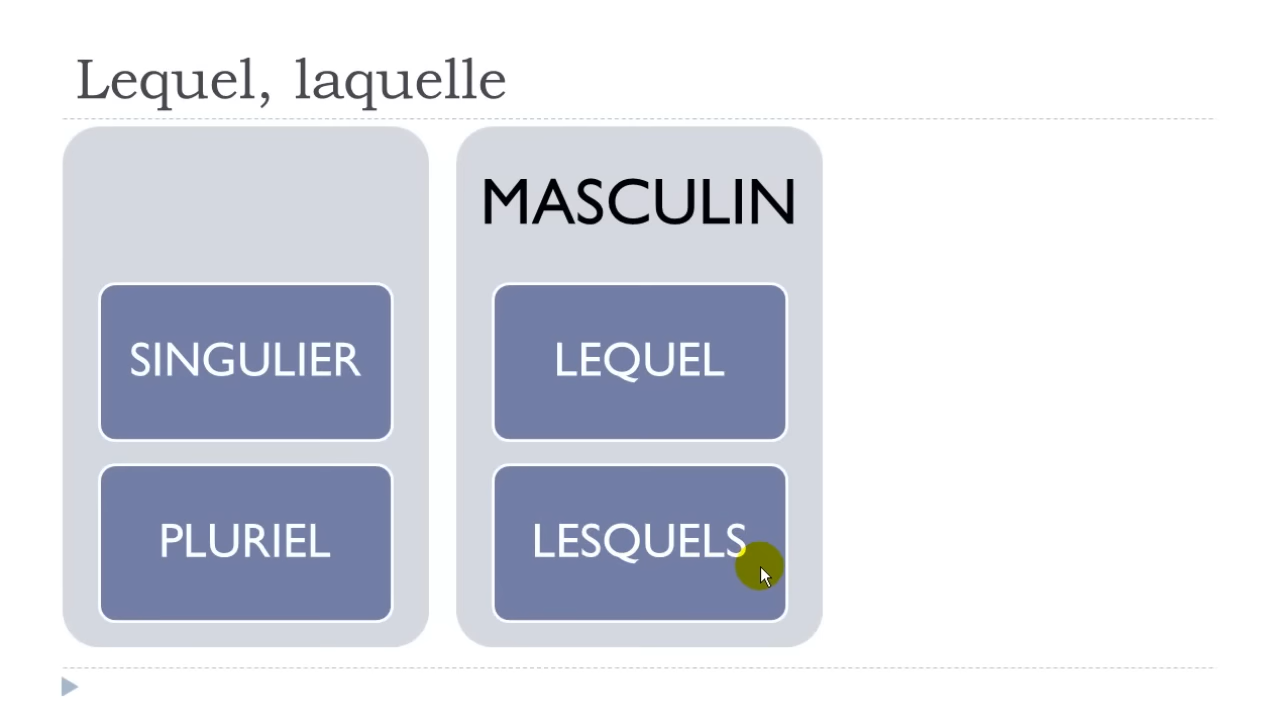 Lequel, laquelle
MASCULIN
SINGULIER
LEQUEL
PLURIEL
LESQUELS